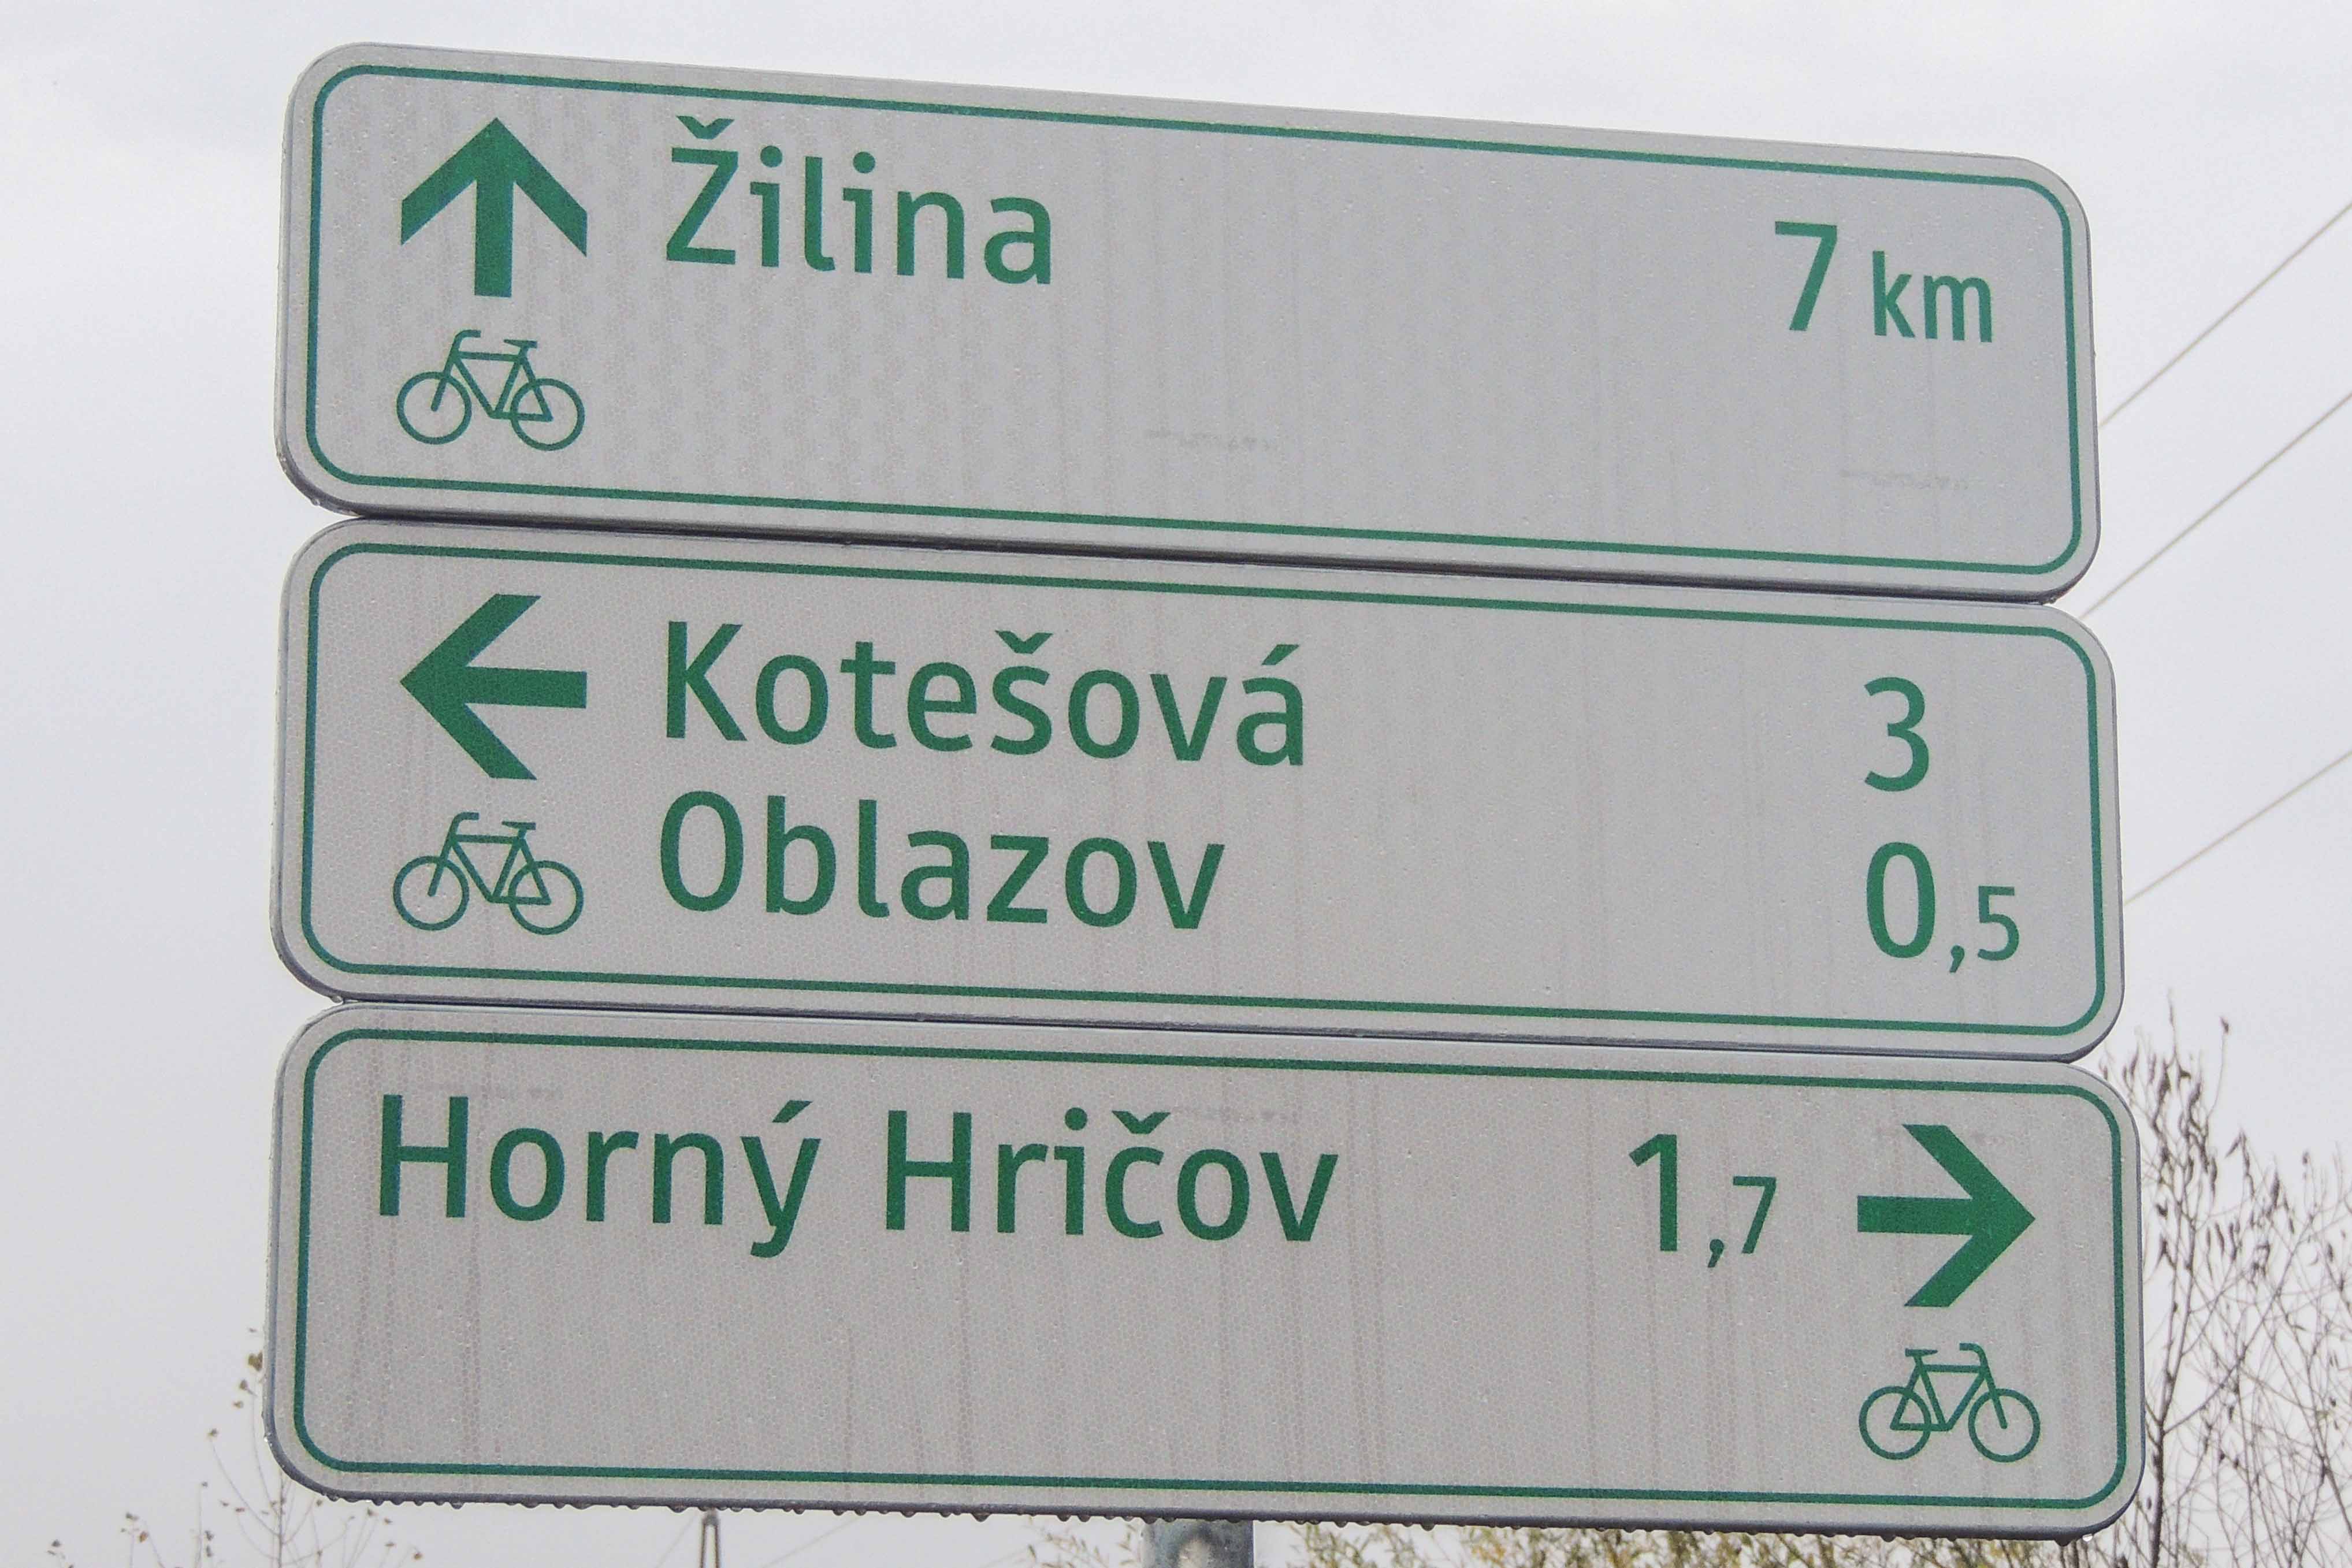 Žilina 7 km
Kotešová 3
Oblazov 0,5
Horný Hričov 1,7